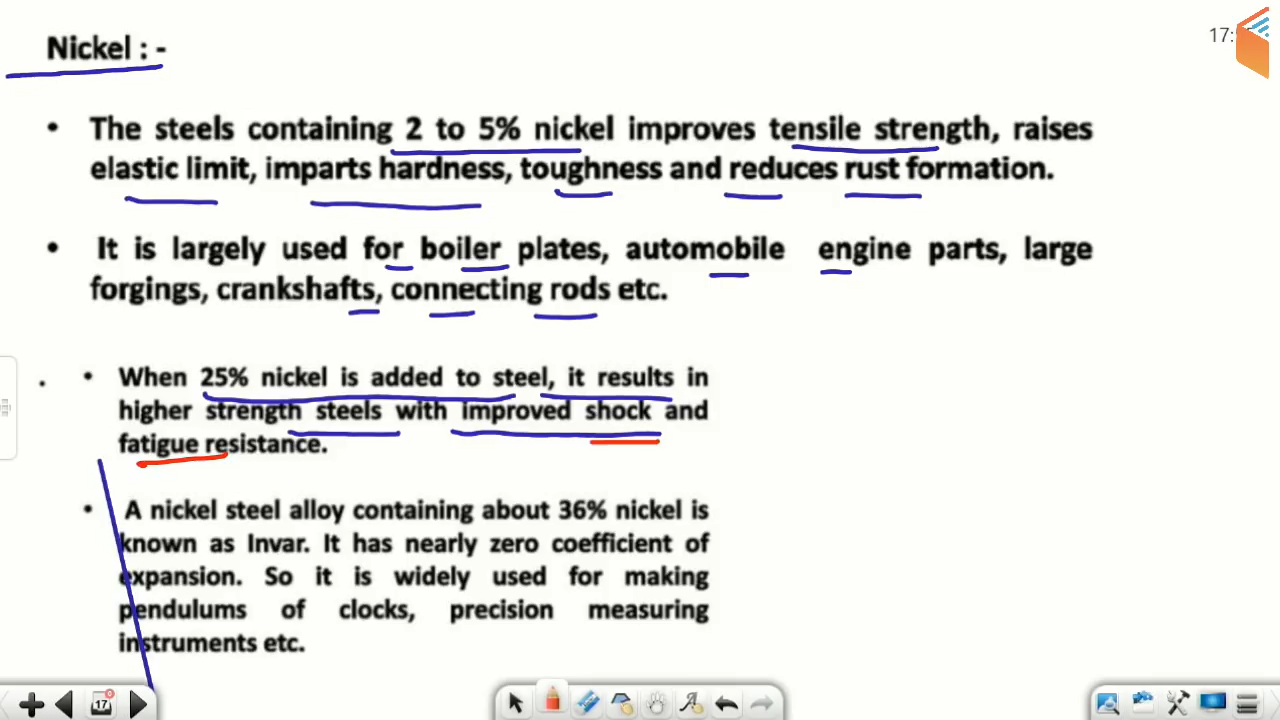 Nickel : -
17:
• The steels containing 2 to 5% nickel improves tensile strength, raises
elastic limit, imparts hardness, toughness and reduces rust formation.
• It is largely used for boiler plates, automobile engine parts, large
forgings, crankshafts, connecting rods etc.
• When 25% nickel is added to steel, it results in
higher strength steels with improved shock and
fatigue resistance.
• A nickel steel alloy containing about 36% nickel is
known as Invar. It has nearly zero coefficient of
expansion. So it is widely used for making
pendulums of clocks, precision measuring
instruments etc.
17